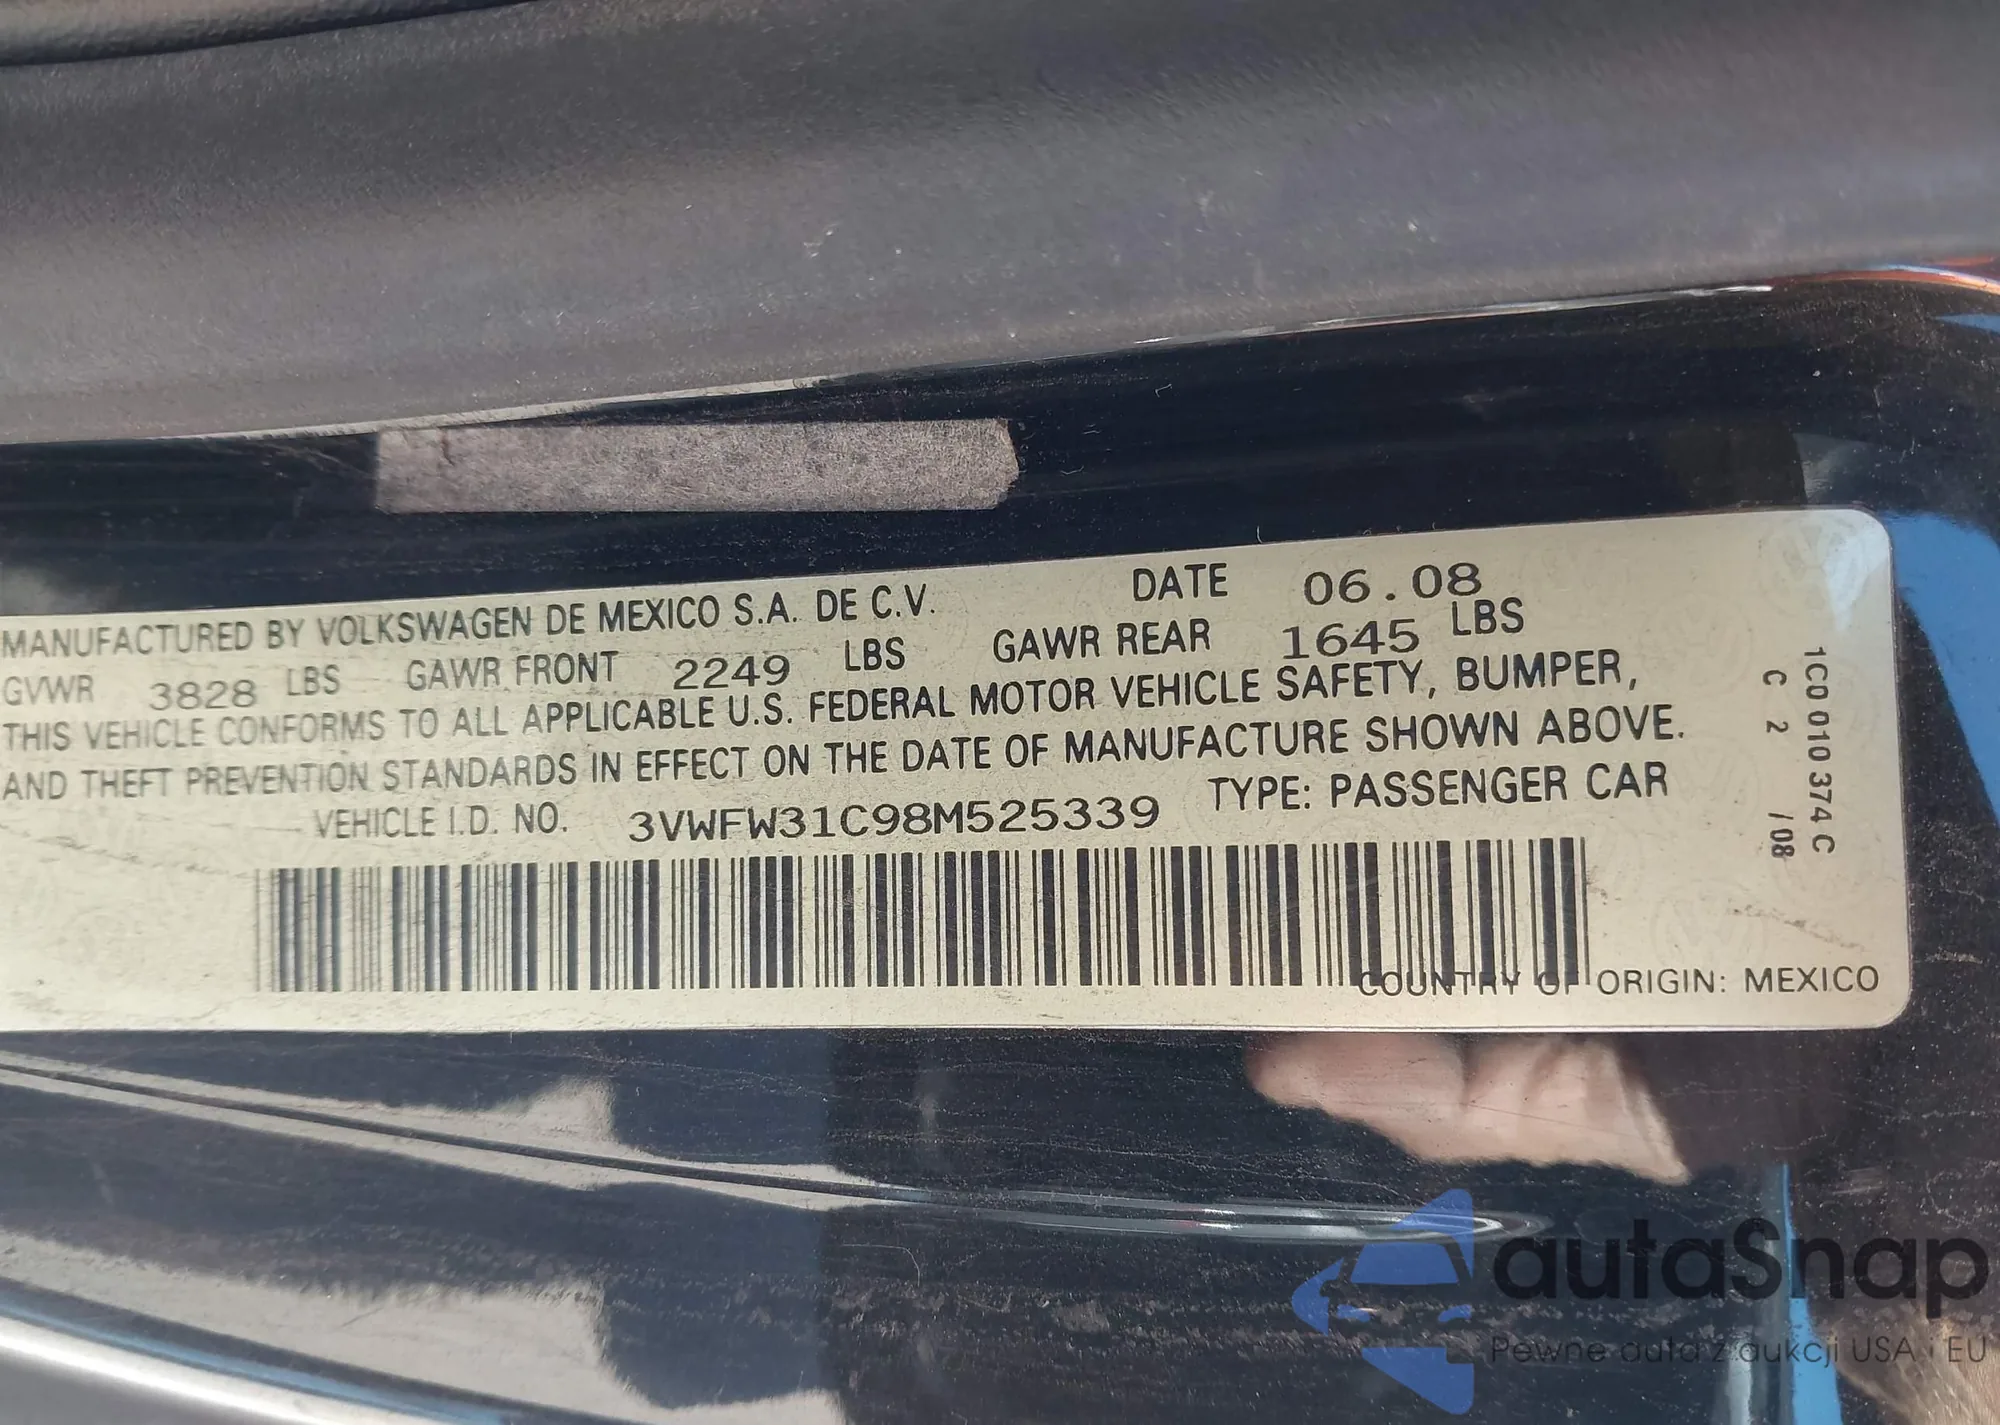 MANUFACTURED BY VOLKSWAGEN DE MEXICO S.A. DE C.V. DATE 06.08
GVWR 3828 LBS GAWR FRONT 2249 LBS GAWR REAR 1645 LBS
THIS VEHICLE CONFORMS TO ALL APPLICABLE U.S. FEDERAL MOTOR VEHICLE SAFETY, BUMPER,
AND THEFT PREVENTION STANDARDS IN EFFECT ON THE DATE OF MANUFACTURE SHOWN ABOVE.
VEHICLE I.D. NO. 3VWFW31C98M525339 TYPE: PASSENGER CAR
COUNTRY OF ORIGIN: MEXICO
1C0 010 374 C
C 2 /08
autaSnap
Pewne auta z aukcji USA i EU